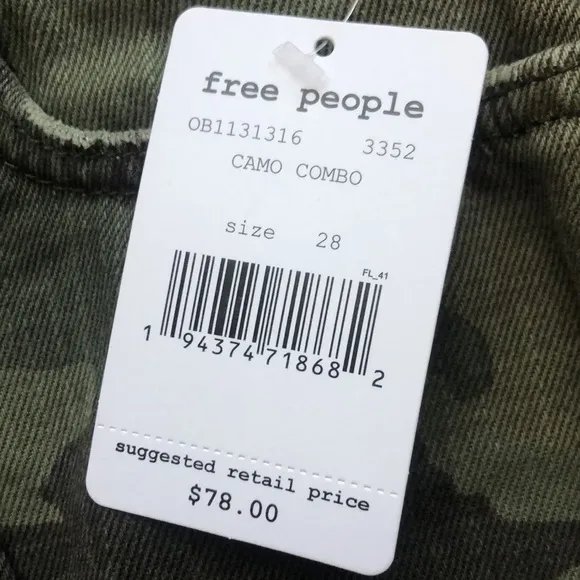 free people
OB1131316 3352
CAMO COMBO
size 28
FL_41
1 94374 71868 2
suggested retail price
$78.00